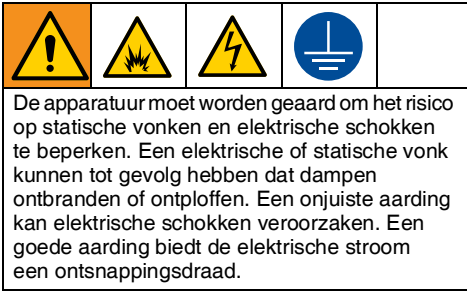 De apparatuur moet worden geaard om het risico
op statische vonken en elektrische schokken
te beperken. Een elektrische of statische vonk
kunnen tot gevolg hebben dat dampen
ontbranden of ontploffen. Een onjuiste aarding
kan elektrische schokken veroorzaken. Een
goede aarding biedt de elektrische stroom
een ontsnappingsdraad.